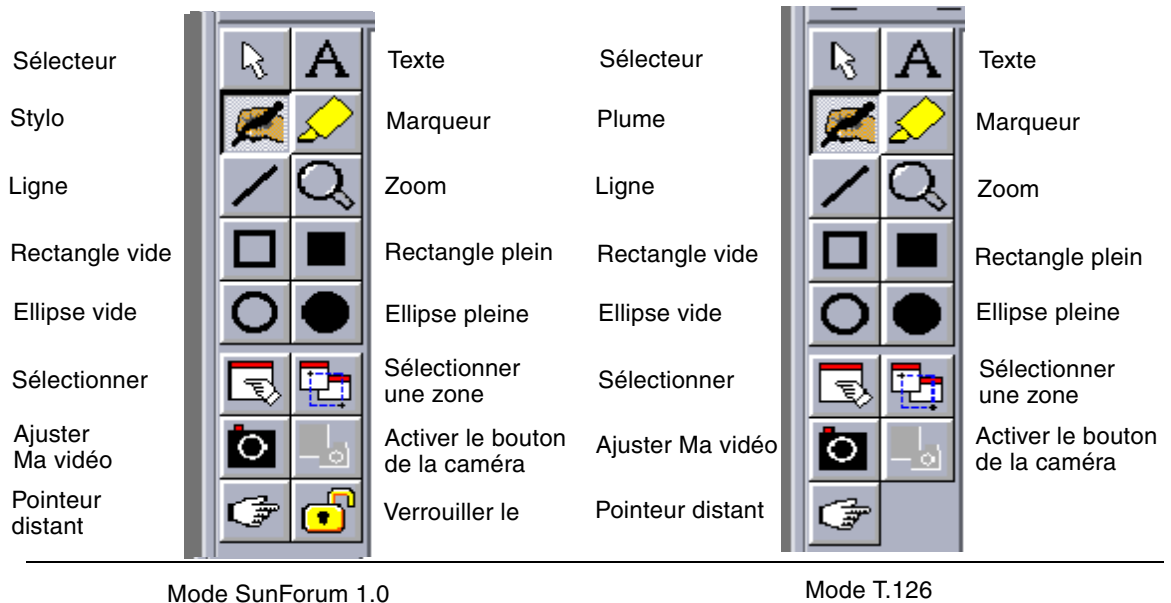 Sélecteur
Texte
Stylo
Marqueur
Ligne
Zoom
Rectangle vide
Rectangle plein
Ellipse vide
Ellipse pleine
Sélectionner
Sélectionner
une zone
Ajuster
Ma vidéo
Activer le bouton
de la caméra
Pointeur
distant
Verrouiller le
Mode SunForum 1.0
Sélecteur
Texte
Plume
Marqueur
Ligne
Zoom
Rectangle vide
Rectangle plein
Ellipse vide
Ellipse pleine
Sélectionner
Sélectionner
une zone
Ajuster Ma vidéo
Activer le bouton
de la caméra
Pointeur distant
Mode T.126